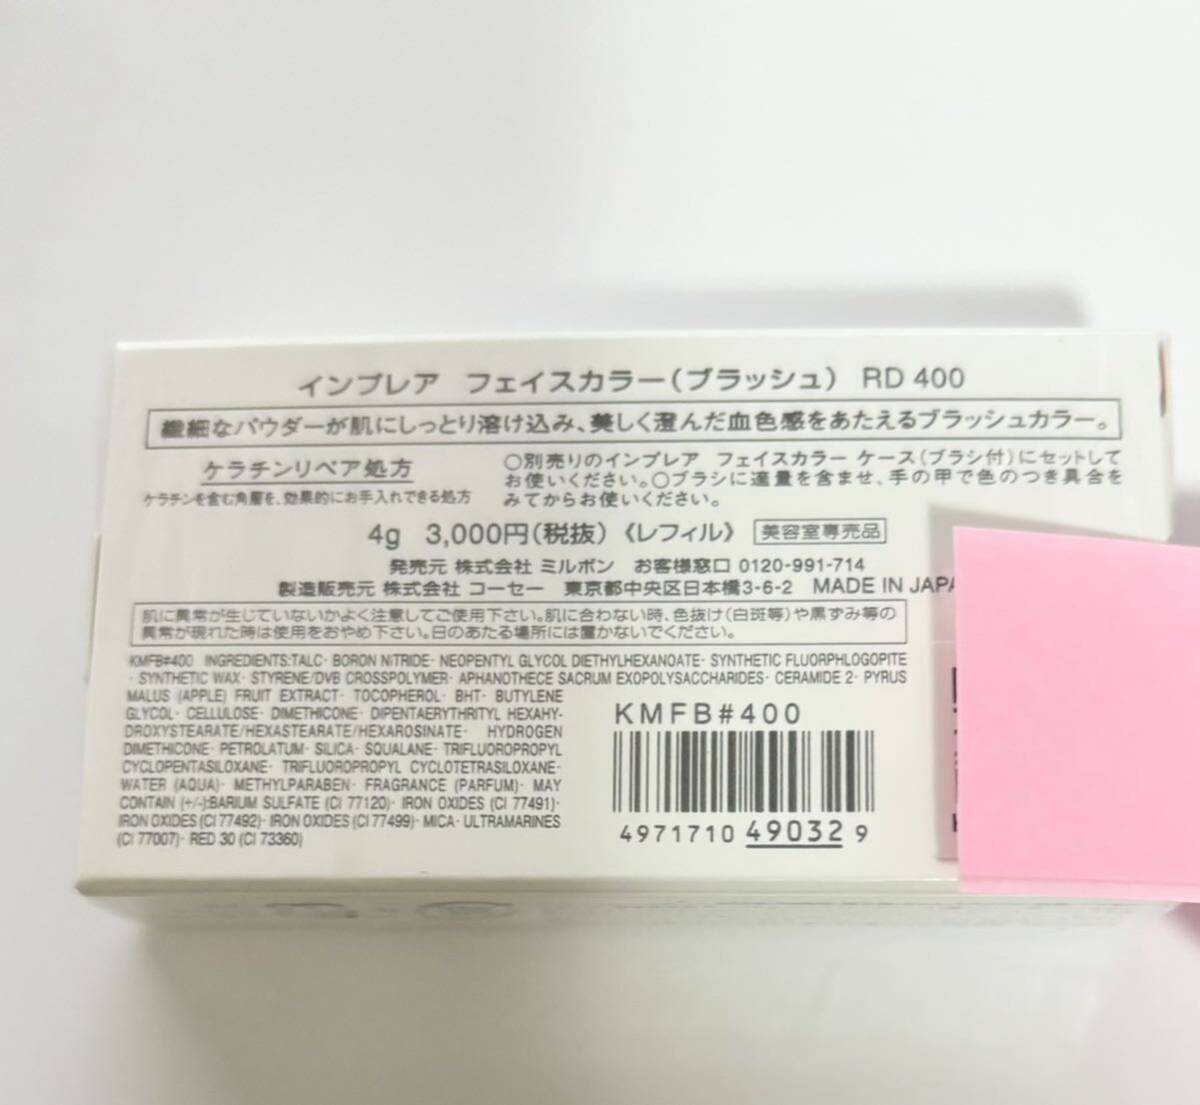 インプレア フェイスカラー(ブラッシュ) RD 400
繊細なパウダーが肌にしっとり溶け込み、美しく澄んだ血色感をあたえるブラッシュカラー。
ケラチンリペア処方
ケラチンを含む角層を、効果的にお手入れできる処方
○別売りのインプレア フェイスカラー ケース(ブラシ付)にセットして
お使いください。○ブラシに適量を含ませ、手の甲で色のつき具合を
みてからお使いください。
4g 3,000円(税抜)《レフィル》 美容室専売品
発売元 株式会社 ミルボン お客様窓口 0120-991-714
製造販売元 株式会社 コーセー 東京都中央区日本橋3-6-2 MADE IN JAPA
肌に異常が生じていないかよく注意してご使用下さい。肌に合わない時、色抜け(白斑等)や黒ずみ等の
異常が現れた時は使用をおやめ下さい。日のあたる場所には置かないでください。
KMFB#400 INGREDIENTS:TALC· BORON NITRIDE· NEOPENTYL GLYCOL DIETHYLHEXANOATE· SYNTHETIC FLUORPHLOGOPITE
· SYNTHETIC WAX· STYRENE/DVB CROSSPOLYMER· APHANOTHECE SACRUM EXOPOLYSACCHARIDES· CERAMIDE 2· PYRUS
MALUS (APPLE) FRUIT EXTRACT· TOCOPHEROL· BHT· BUTYLENE
GLYCOL· CELLULOSE· DIMETHICONE· DIPENTAERYTHRITYL HEXAHY-
DROXYSTEARATE/HEXASTEARATE/HEXAROSINATE· HYDROGEN
DIMETHICONE· PETROLATUM· SILICA· SQUALANE· TRIFLUOROPROPYL
CYCLOPENTASILOXANE· TRIFLUOROPROPYL CYCLOTETRASILOXANE·
WATER (AQUA)· METHYLPARABEN· FRAGRANCE (PARFUM)· MAY
CONTAIN (+/-):BARIUM SULFATE (CI 77120)· IRON OXIDES (CI 77491)·
IRON OXIDES (CI 77492)· IRON OXIDES (CI 77499)· MICA· ULTRAMARINES
(CI 77007)· RED 30 (CI 73360)
KMFB#400
4971710 49032 9